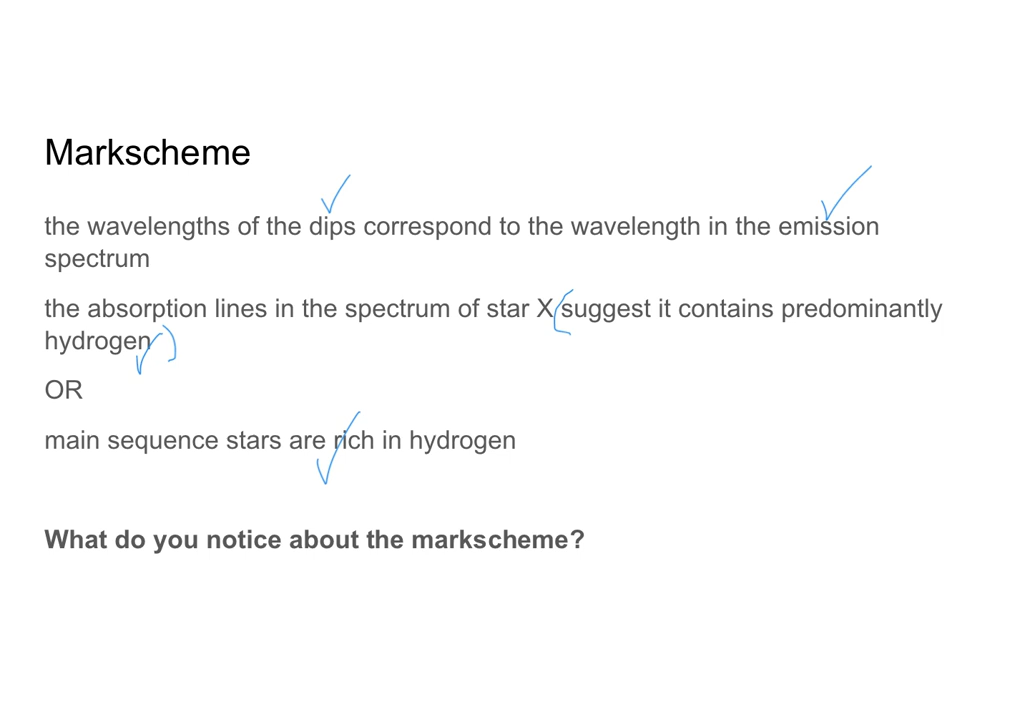 Markscheme
the wavelengths of the dips correspond to the wavelength in the emission
spectrum
the absorption lines in the spectrum of star X (suggest it contains predominantly
hydrogen)
OR
main sequence stars are rich in hydrogen
What do you notice about the markscheme?